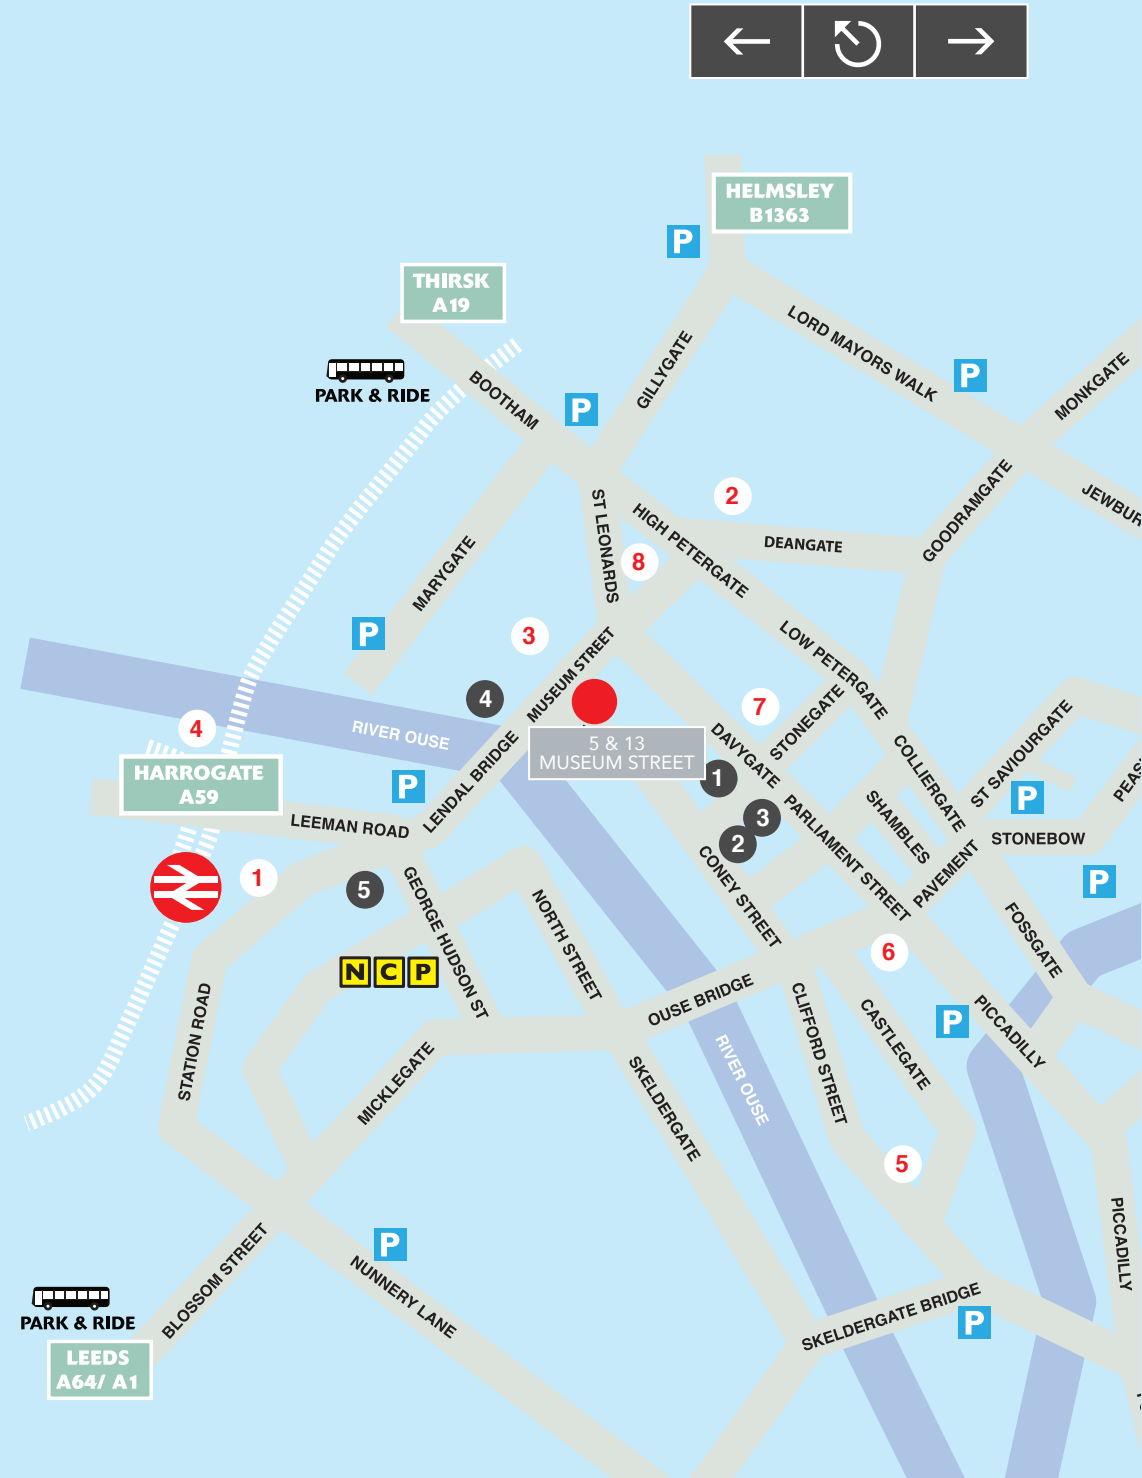 HELMSLEY
B1363
P
THIRSK
A19
PARK & RIDE
BOOTHAM
P
GILLYGATE
LORD MAYORS WALK
P
MONKGATE
ST LEONARDS
HIGH PETERGATE
2
DEANGATE
GOODRAMGATE
8
MARYGATE
P
3
MUSEUM STREET
LOW PETERGATE
4
RIVER OUSE
5 & 13
MUSEUM STREET
7
STONEGATE
DAVYGATE
COLLIERGATE
ST SAVIOURGATE
4
HARROGATE
A59
P
LENDAL BRIDGE
LEEMAN ROAD
1
3
2
PARLIAMENT STREET
SHAMBLES
P
STONEBOW
PAVEMENT
CONEY STREET
1
5
GEORGE HUDSON ST
NORTH STREET
P
FOSSGATE
6
NCP
OUSE BRIDGE
STATION ROAD
MICKLEGATE
CLIFFORD STREET
CASTLEGATE
P
PICCADILLY
RIVER OUSE
SKELDERGATE
5
PICCADILLY
P
BLOSSOM STREET
NUNNERY LANE
SKELDERGATE BRIDGE
P
PARK & RIDE
LEEDS
A64/ A1